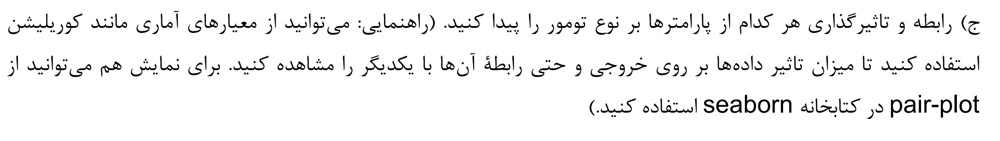 ج) رابطه و تاثیرگذاری هر کدام از پارامترها بر نوع تومور را پیدا کنید. (راهنمایی: می‌توانید از معیارهای آماری مانند کوریلیشن
استفاده کنید تا میزان تاثیر داده‌ها بر روی خروجی و حتی رابطهٔ آن‌ها با یکدیگر را مشاهده کنید. برای نمایش هم می‌توانید از
pair-plot در کتابخانه seaborn استفاده کنید.)